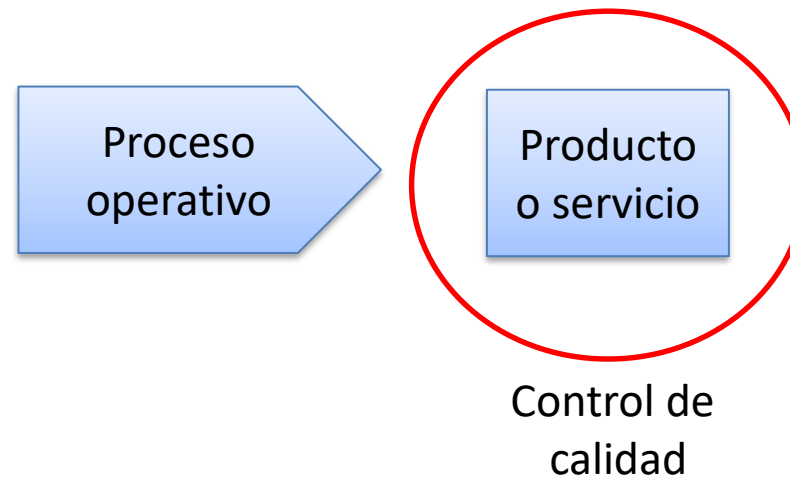 Proceso
operativo
Producto
o servicio
Control de
calidad